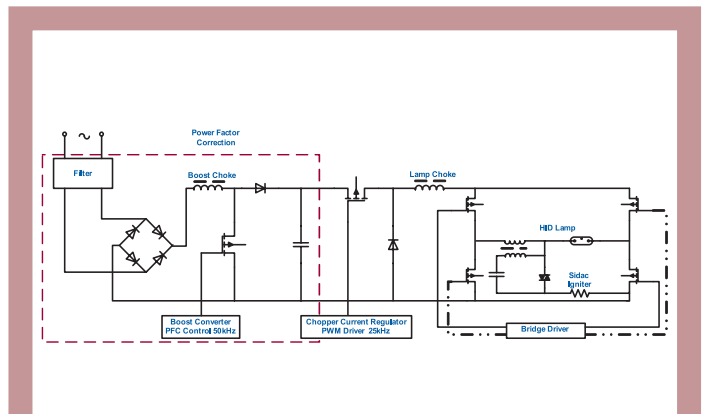 Power Factor
Correction
Filter
Boost Choke
Lamp Choke
HID Lamp
Sidac
Igniter
Boost Converter
PFC Control 50kHz
Chopper Current Regulator
PWM Driver 25kHz
Bridge Driver